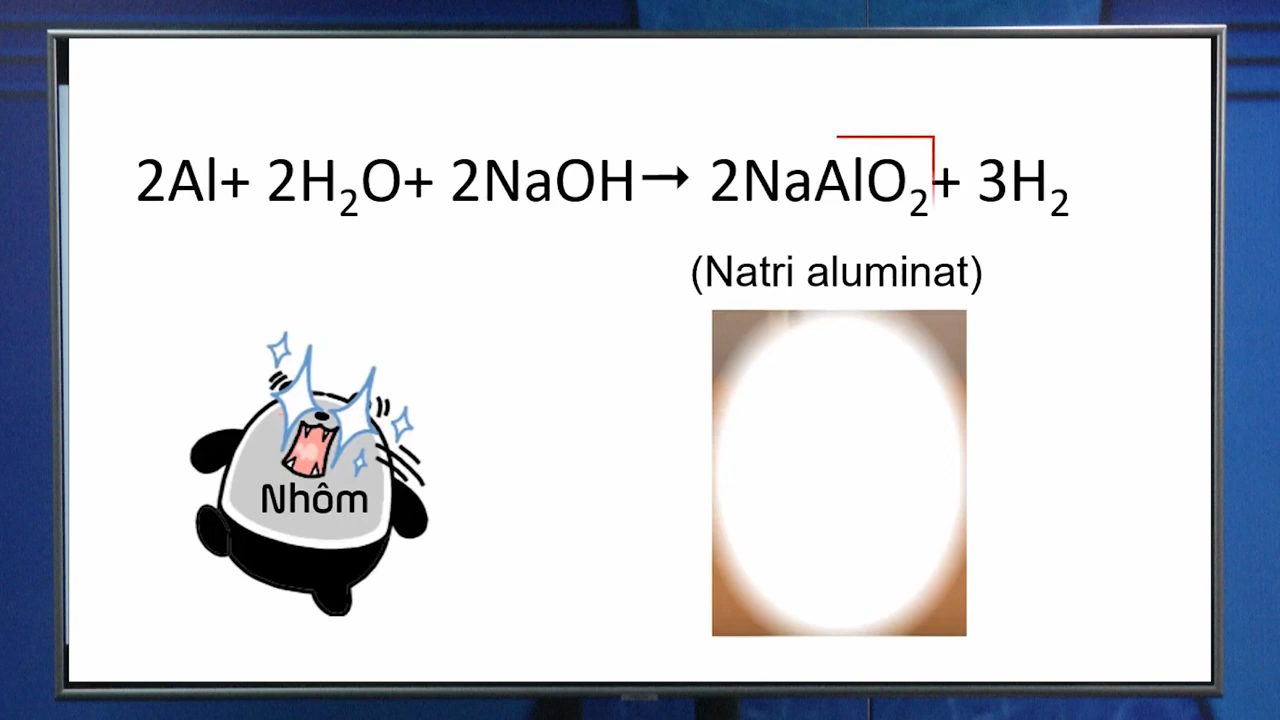 2Al+ 2H₂O+ 2NaOH→ 2NaAlO₂+ 3H₂
(Natri aluminat)
Nhôm